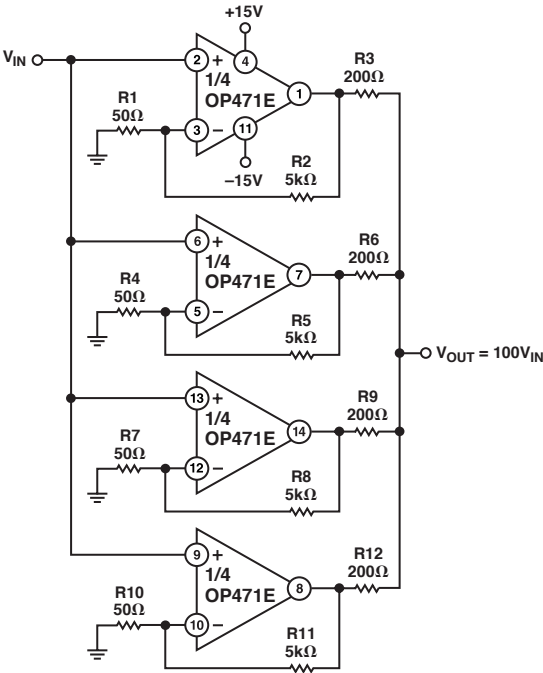 +15V
V_IN
R1
50Ω
2
+
4
1/4
OP471E
1
3
−
11
−15V
R3
200Ω
R2
5kΩ
6
+
1/4
OP471E
7
R4
50Ω
5
−
R6
200Ω
R5
5kΩ
V_OUT = 100V_IN
13
+
1/4
OP471E
14
R7
50Ω
12
−
R9
200Ω
R8
5kΩ
9
+
1/4
OP471E
8
R10
50Ω
10
−
R12
200Ω
R11
5kΩ